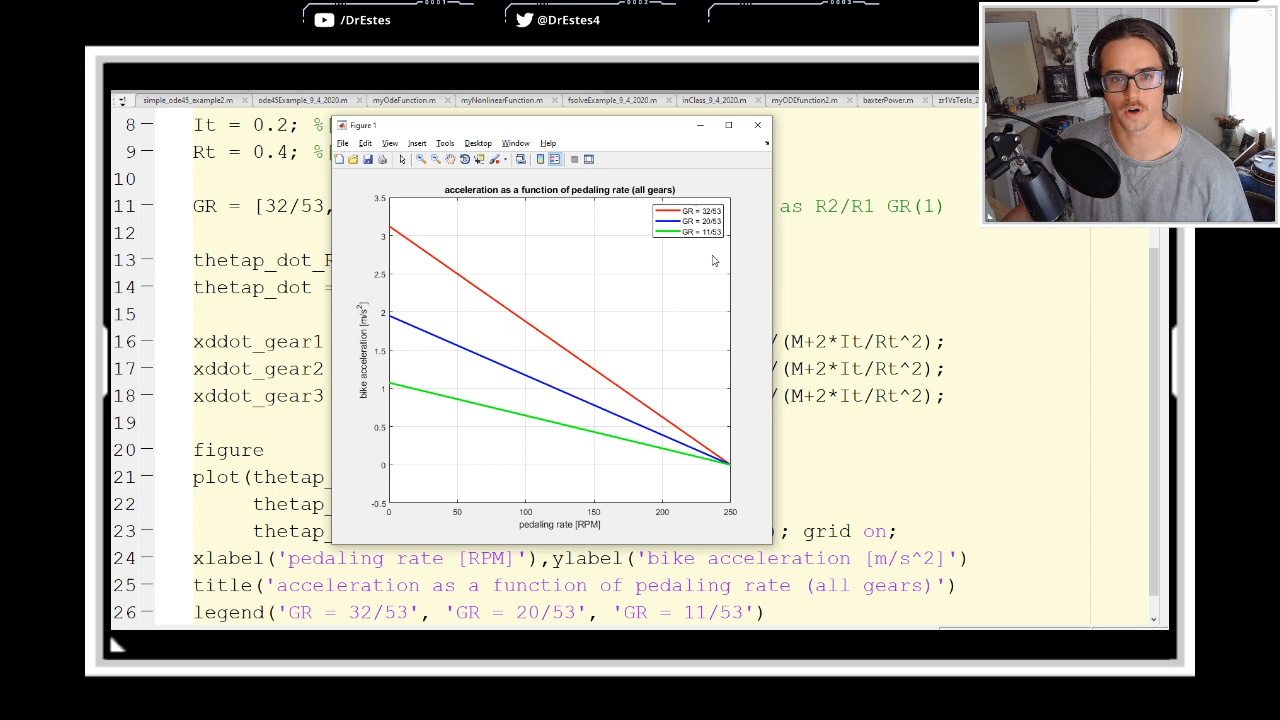 0001
0002
0003
/DrEstes
@DrEstes4
simple_ode45_example2.m
ode45Example_9_4_2020.m
myOdeFunction.m
myNonlinearFunction.m
fsolveExample_9_4_2020.m
inClass_9_4_2020.m
myODEfunction2.m
baxterPower.m
zr1VsTesla_2
8 It = 0.2; %[
9 Rt = 0.4; %[
10
11 GR = [32/53, as R2/R1 GR(1)
12
13 thetap_dot_R
14 thetap_dot =
15
16 xddot_gear1 /(M+2*It/Rt^2);
17 xddot_gear2 /(M+2*It/Rt^2);
18 xddot_gear3 /(M+2*It/Rt^2);
19
20 figure
21 plot(thetap_
22 thetap_
23 thetap_ ); grid on;
24 xlabel('pedaling rate [RPM]'),ylabel('bike acceleration [m/s^2]')
25 title('acceleration as a function of pedaling rate (all gears)')
26 legend('GR = 32/53', 'GR = 20/53', 'GR = 11/53')
Figure 1
File Edit View Insert Tools Desktop Window Help
acceleration as a function of pedaling rate (all gears)
GR = 32/53
GR = 20/53
GR = 11/53
3.5
3
2.5
2
1.5
1
0.5
0
-0.5
bike acceleration [m/s²]
0 50 100 150 200 250
pedaling rate [RPM]